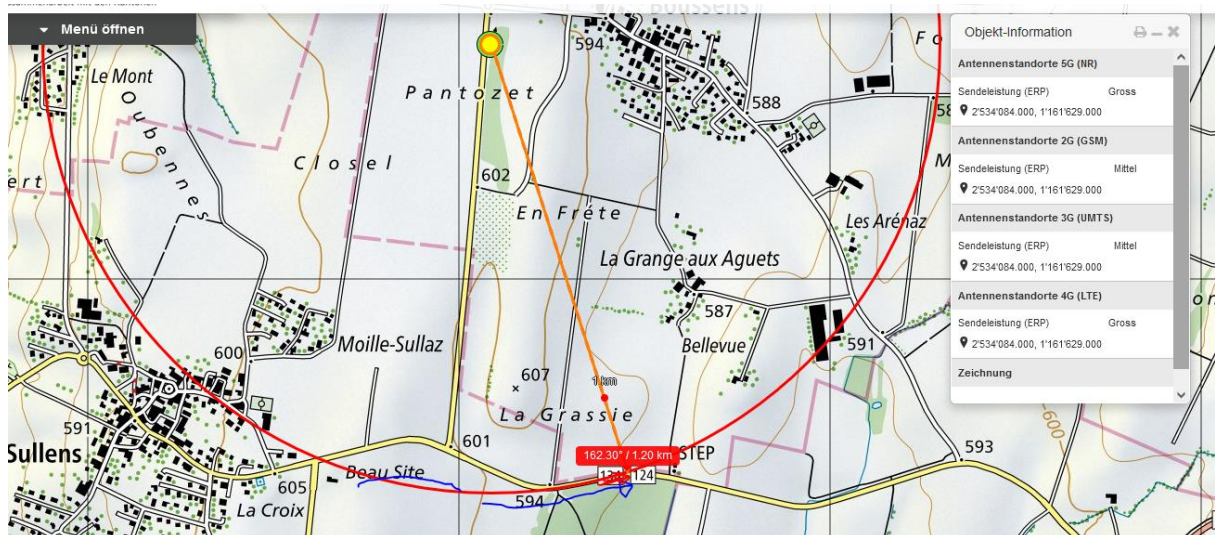 Menü öffnen
Boussens
594
Objekt-Information
Antennenstandorte 5G (NR)
Sendeleistung (ERP) Gross
2'534'084.000, 1'161'629.000
Antennenstandorte 2G (GSM)
Sendeleistung (ERP) Mittel
2'534'084.000, 1'161'629.000
Antennenstandorte 3G (UMTS)
Sendeleistung (ERP) Mittel
2'534'084.000, 1'161'629.000
Antennenstandorte 4G (LTE)
Sendeleistung (ERP) Gross
2'534'084.000, 1'161'629.000
Zeichnung
Le Mont
Oubennes
Pantozet
588
Closel
602
En Fréte
Les Arénaz
La Grange aux Aguets
587
Moille-Sullaz
600
Bellevue
591
607
1 km
La Grassie
591
Sullens
601
162.30° / 1.20 km
STEP
593
600
124
Beau Site
605
594
La Croix